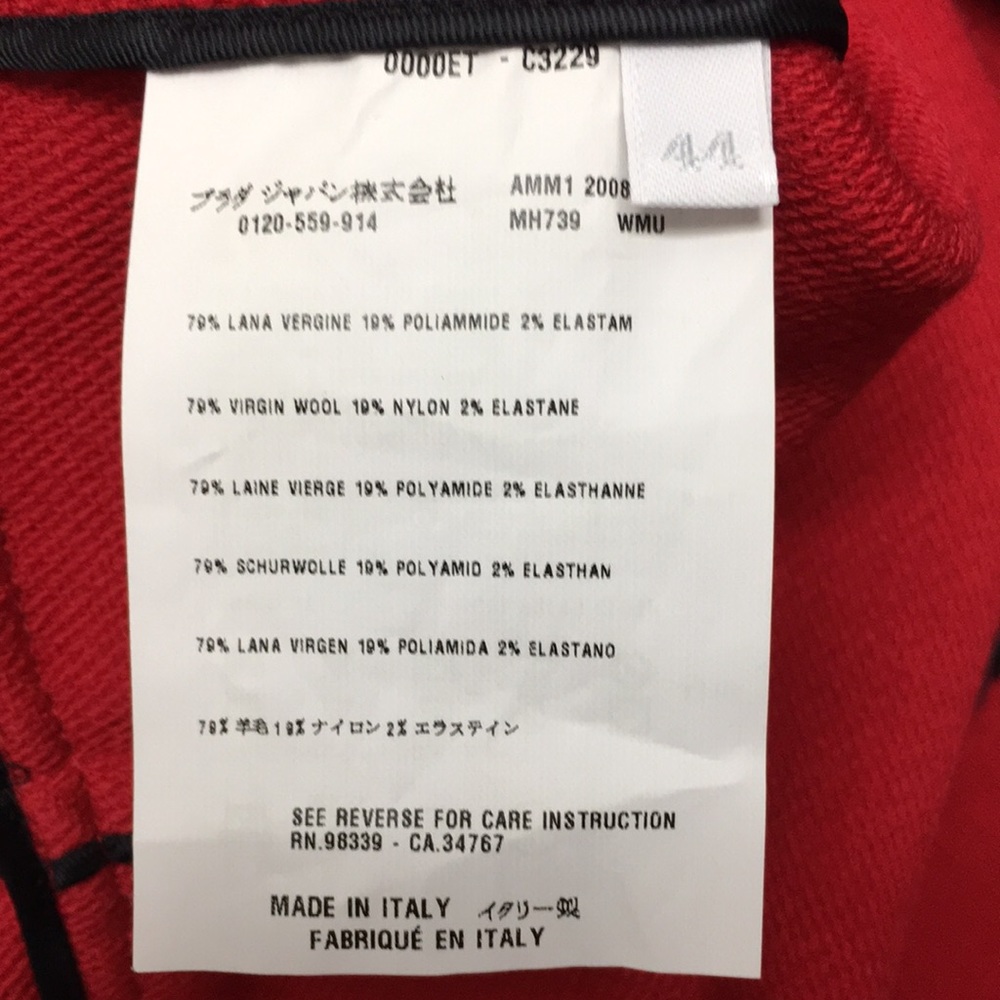 0000ET - C3229
44
プラダ ジャパン株式会社 AMM1 2008
0120-559-914 MH739 WMU
79% LANA VERGINE 19% POLIAMMIDE 2% ELASTAM
79% VIRGIN WOOL 19% NYLON 2% ELASTANE
79% LAINE VIERGE 19% POLYAMIDE 2% ELASTHANNE
79% SCHURWOLLE 19% POLYAMID 2% ELASTHAN
79% LANA VIRGEN 19% POLIAMIDA 2% ELASTANO
79% 羊毛 19% ナイロン 2% エラステイン
SEE REVERSE FOR CARE INSTRUCTION
RN.98339 - CA.34767
MADE IN ITALY イタリー製
FABRIQUÉ EN ITALY